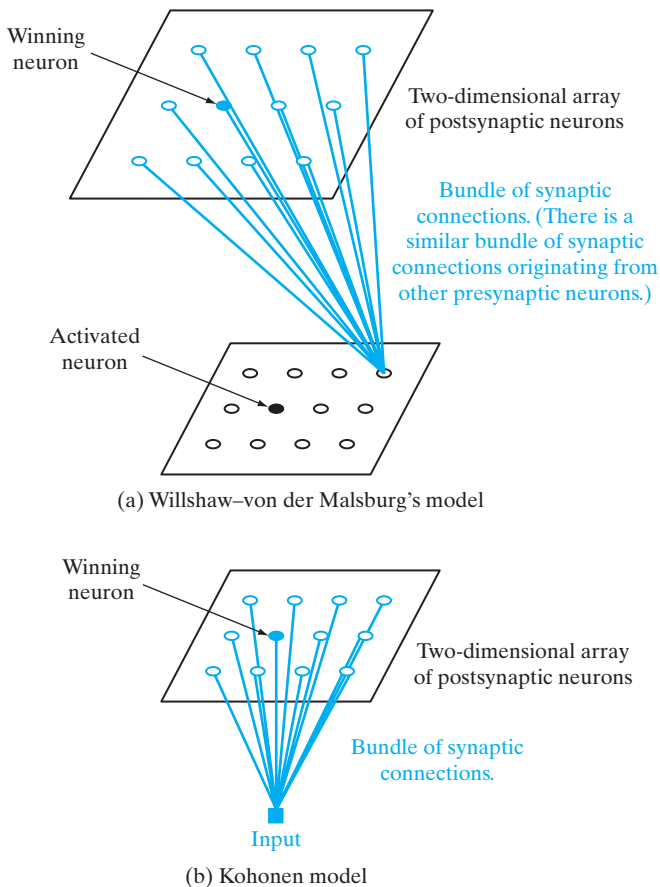 Winning
neuron
Two-dimensional array
of postsynaptic neurons
Bundle of synaptic
connections. (There is a
similar bundle of synaptic
connections originating from
other presynaptic neurons.)
Activated
neuron
(a) Willshaw–von der Malsburg's model
Winning
neuron
Two-dimensional array
of postsynaptic neurons
Bundle of synaptic
connections.
Input
(b) Kohonen model